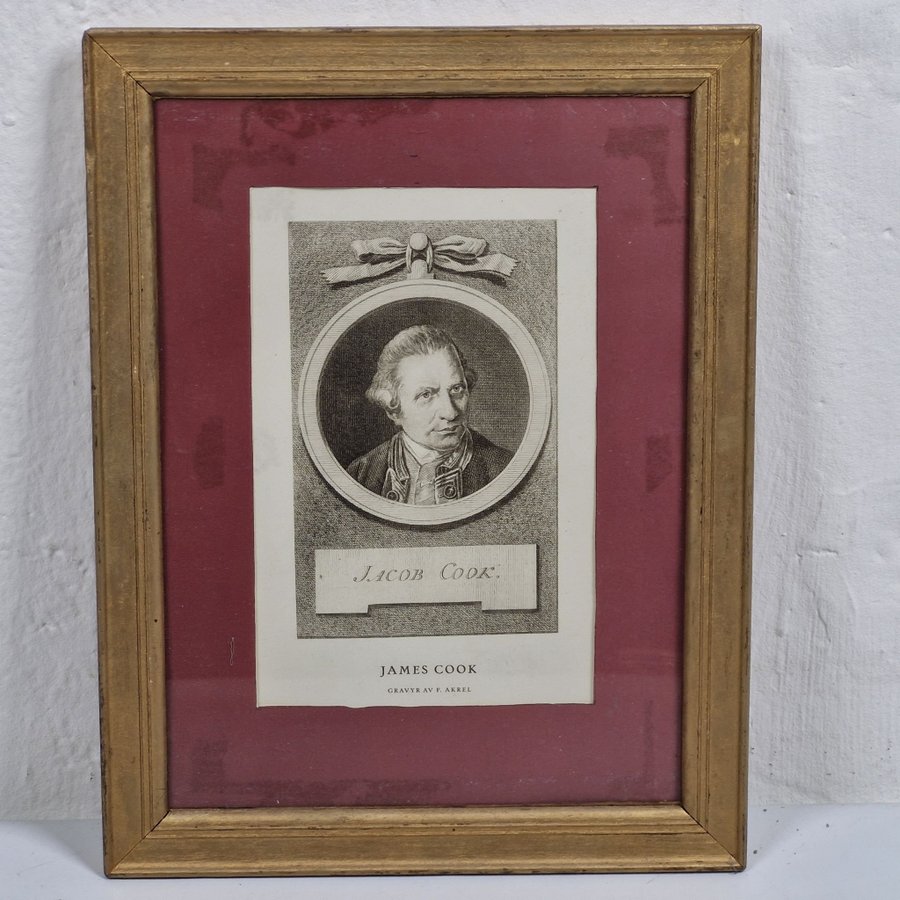 JACOB COOK.
JAMES COOK
GRAVYR AV F. AKREL